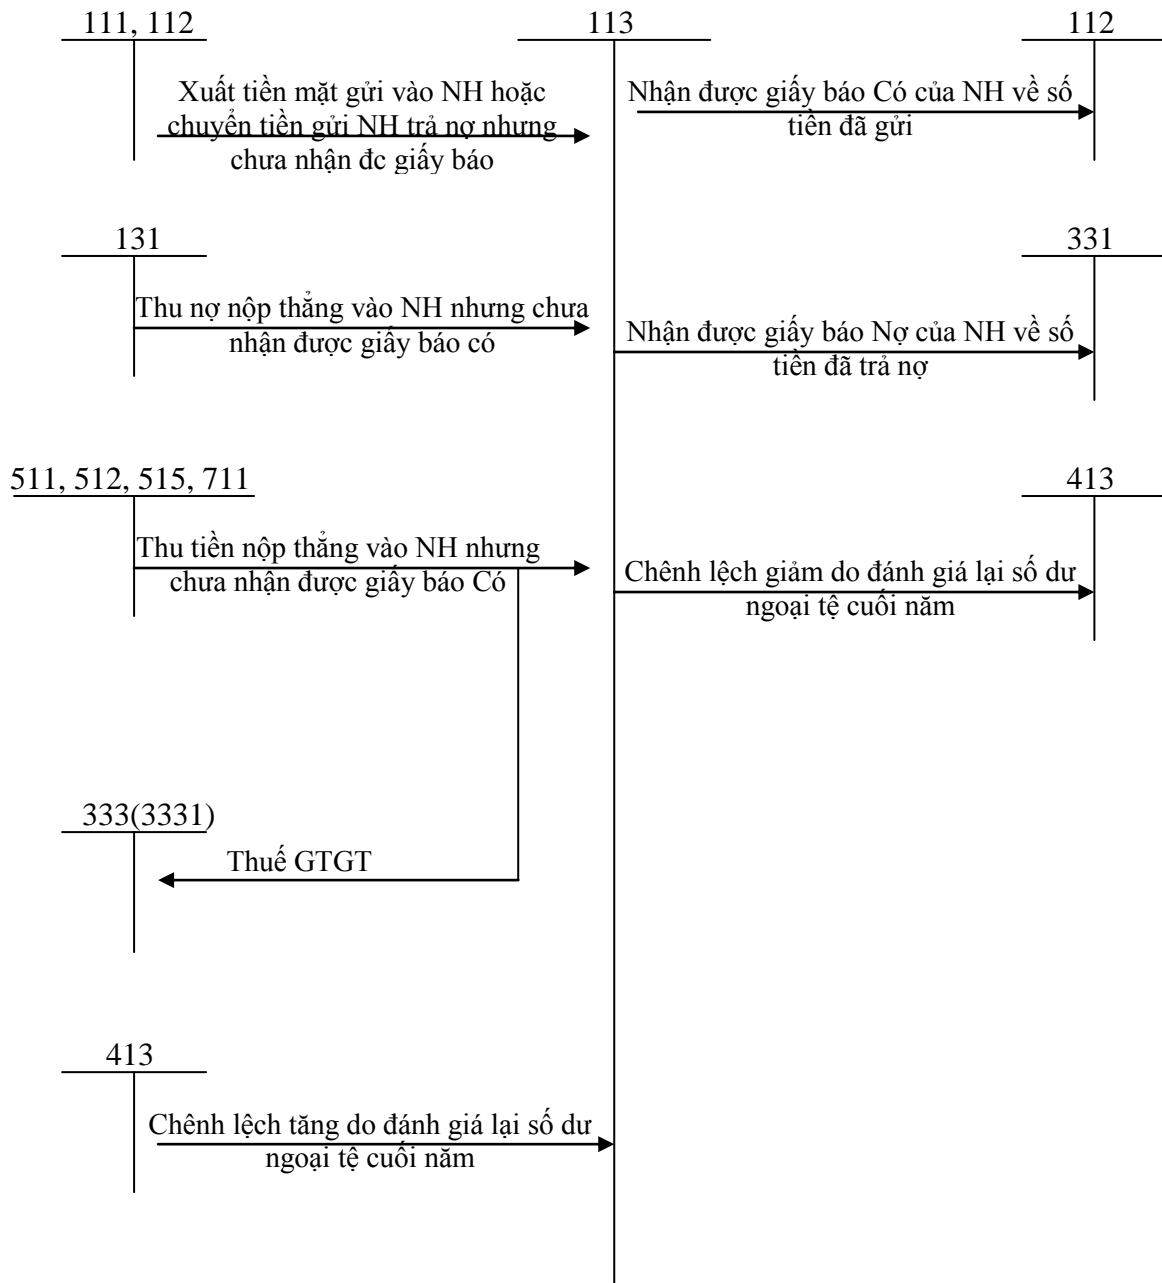 111, 112
113
112
Xuất tiền mặt gửi vào NH hoặc
chuyển tiền gửi NH trả nợ nhưng
chưa nhận đc giấy báo
Nhận được giấy báo Có của NH về số
tiền đã gửi
131
331
Thu nợ nộp thẳng vào NH nhưng chưa
nhận được giấy báo có
Nhận được giấy báo Nợ của NH về số
tiền đã trả nợ
511, 512, 515, 711
413
Thu tiền nộp thẳng vào NH nhưng
chưa nhận được giấy báo Có
Chênh lệch giảm do đánh giá lại số dư
ngoại tệ cuối năm
333(3331)
Thuế GTGT
413
Chênh lệch tăng do đánh giá lại số dư
ngoại tệ cuối năm